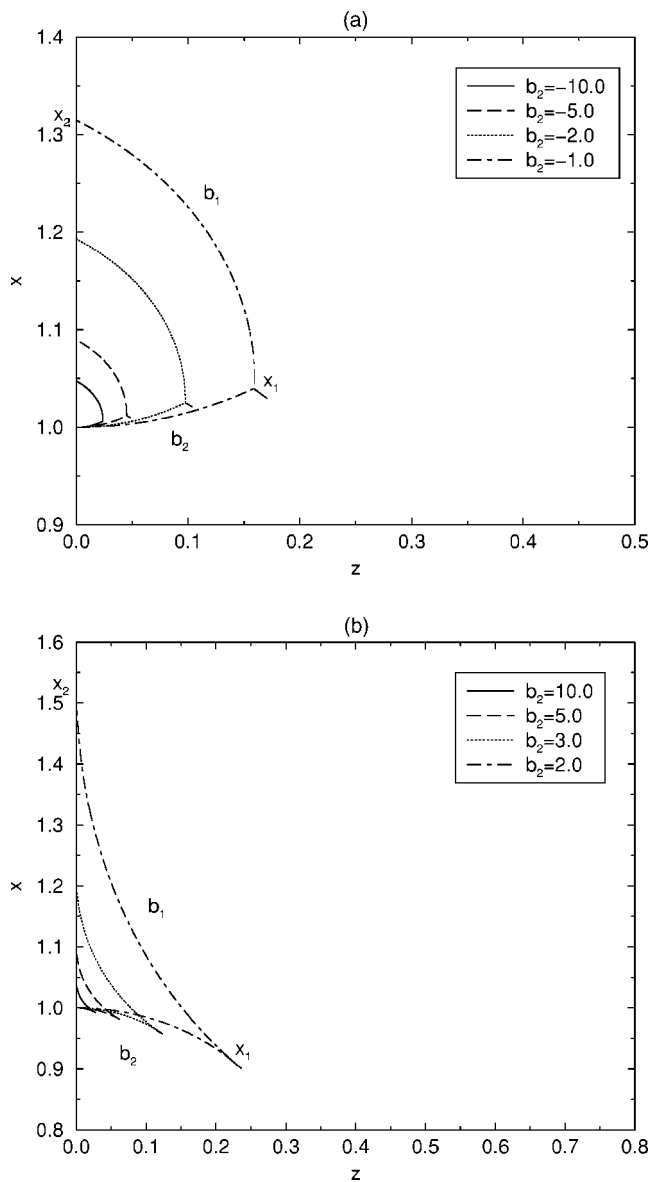 (a)
1.4
1.3
1.2
1.1
1.0
0.9
x
x₂
b₁
x₁
b₂
b₂=−10.0
b₂=−5.0
b₂=−2.0
b₂=−1.0
0.0 0.1 0.2 0.3 0.4 0.5
z
(b)
1.6
1.5
1.4
1.3
1.2
1.1
1.0
0.9
0.8
x
x₂
b₁
b₂
x₁
b₂=10.0
b₂=5.0
b₂=3.0
b₂=2.0
0.0 0.1 0.2 0.3 0.4 0.5 0.6 0.7 0.8
z